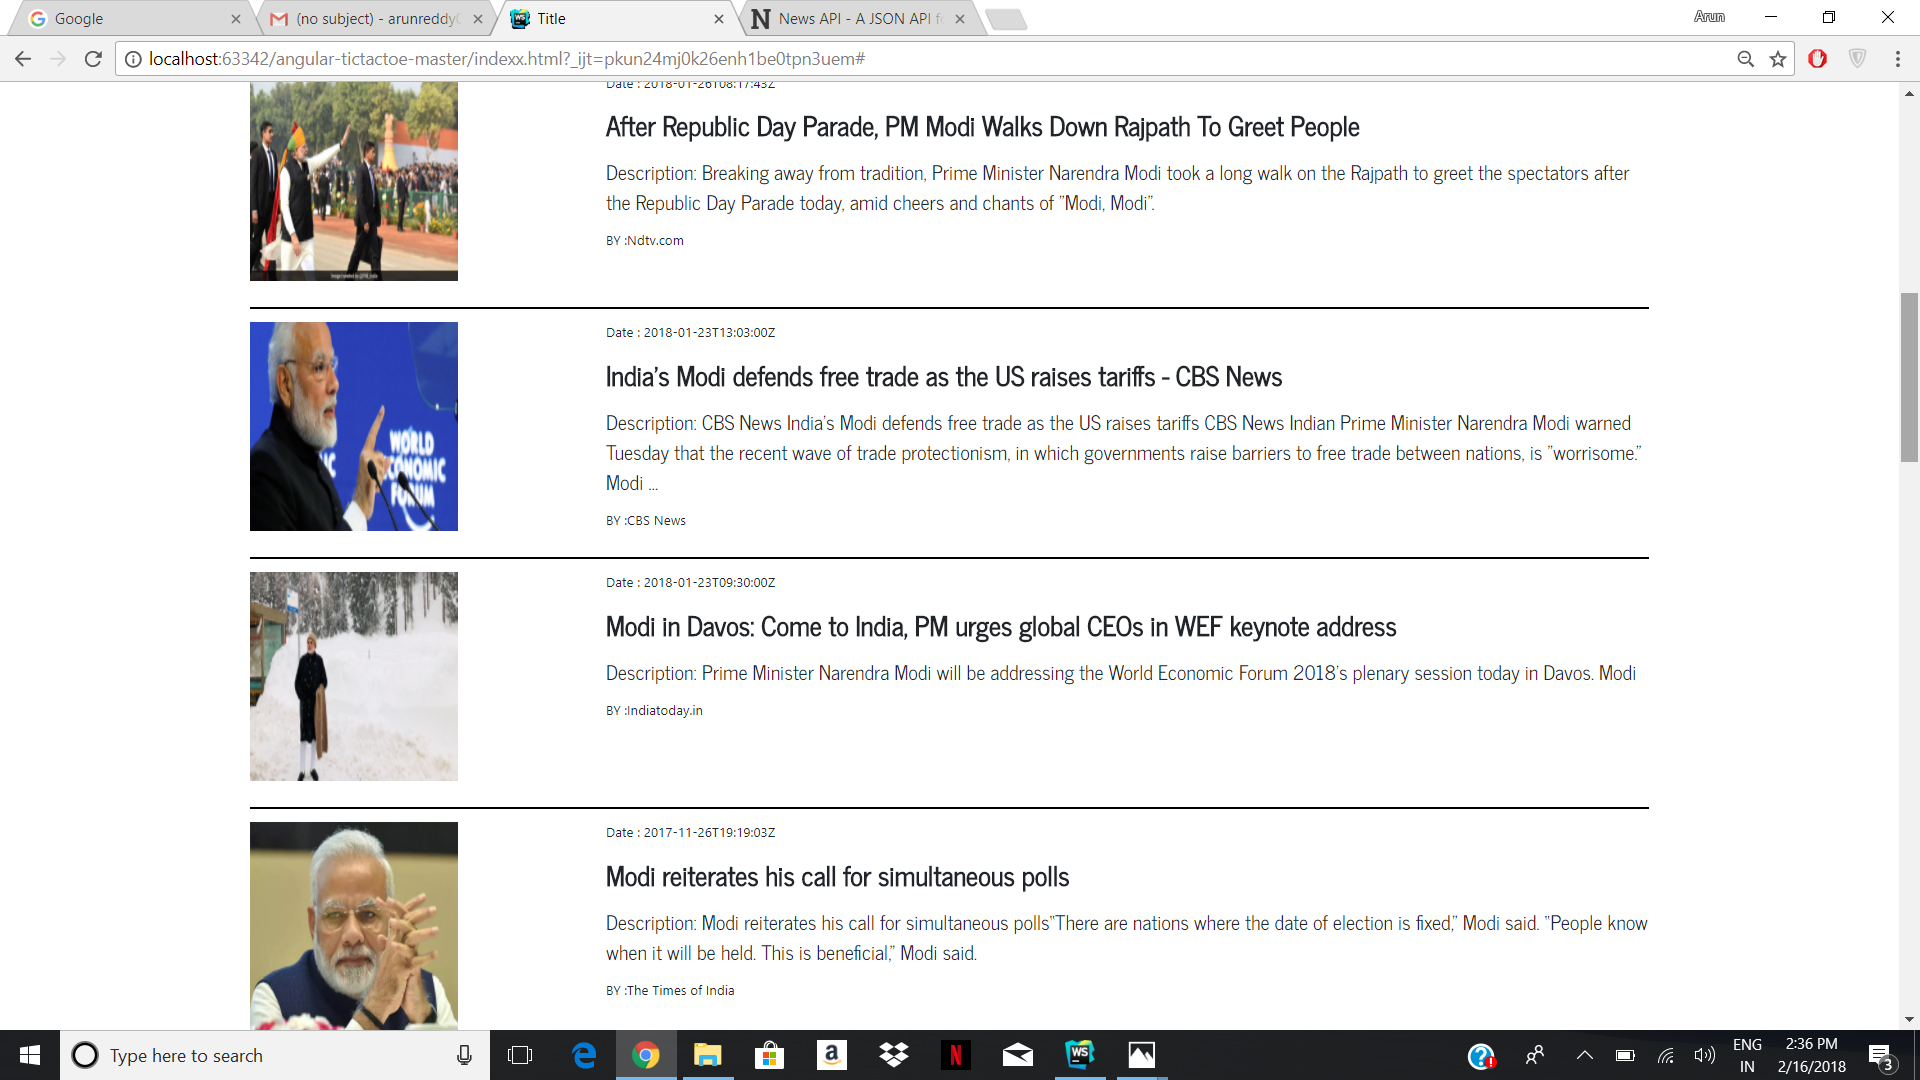 Google
(no subject) - arunreddy
Title
News API - A JSON API f
Arun
localhost:63342/angular-tictactoe-master/indexx.html?_ijt=pkun24mj0k26enh1be0tpn3uem#
Date : 2018-01-26T08:17:43Z
After Republic Day Parade, PM Modi Walks Down Rajpath To Greet People
Description: Breaking away from tradition, Prime Minister Narendra Modi took a long walk on the Rajpath to greet the spectators after
the Republic Day Parade today, amid cheers and chants of "Modi, Modi".
BY :Ndtv.com
WORLD
ECONOMIC
FORUM
Date : 2018-01-23T13:03:00Z
India's Modi defends free trade as the US raises tariffs - CBS News
Description: CBS News India's Modi defends free trade as the US raises tariffs CBS News Indian Prime Minister Narendra Modi warned
Tuesday that the recent wave of trade protectionism, in which governments raise barriers to free trade between nations, is "worrisome."
Modi ...
BY :CBS News
Date : 2018-01-23T09:30:00Z
Modi in Davos: Come to India, PM urges global CEOs in WEF keynote address
Description: Prime Minister Narendra Modi will be addressing the World Economic Forum 2018's plenary session today in Davos. Modi
BY :Indiatoday.in
Date : 2017-11-26T19:19:03Z
Modi reiterates his call for simultaneous polls
Description: Modi reiterates his call for simultaneous polls"There are nations where the date of election is fixed," Modi said. "People know
when it will be held. This is beneficial," Modi said.
BY :The Times of India
Type here to search
WS
ENG
IN
2:36 PM
2/16/2018
3